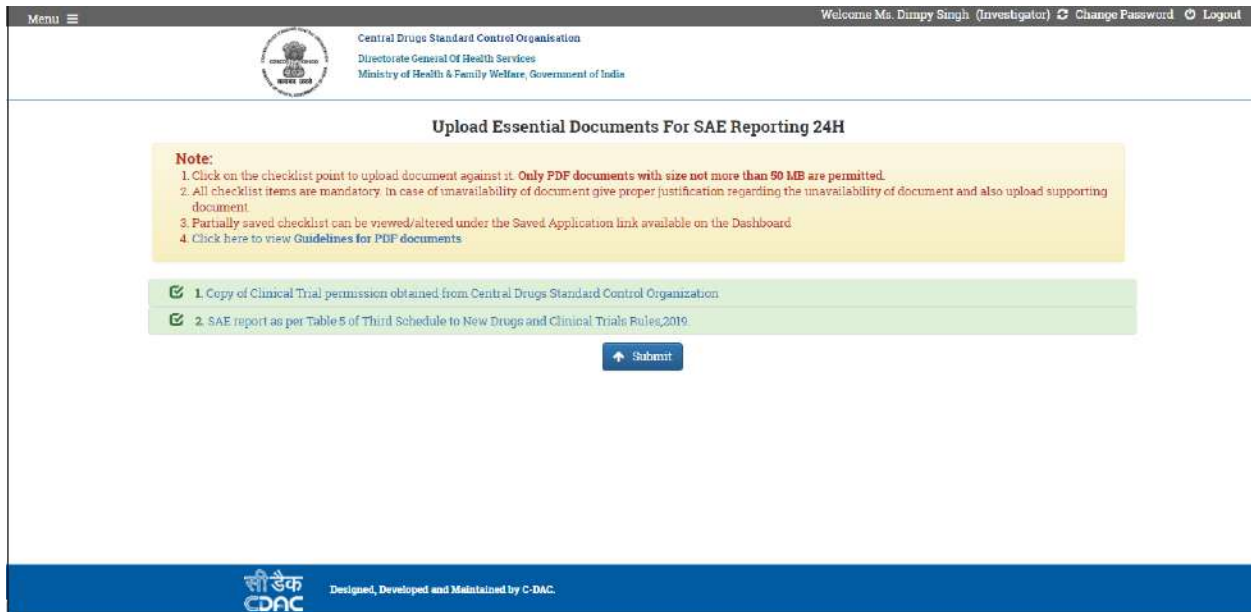 Menu ☰
Welcome Ms. Dimpy Singh (Investigator) Change Password Logout
Central Drugs Standard Control Organisation
Directorate General Of Health Services
Ministry of Health & Family Welfare, Government of India
Upload Essential Documents For SAE Reporting 24H
Note:
1. Click on the checklist point to upload document against it. Only PDF documents with size not more than 50 MB are permitted.
2. All checklist items are mandatory. In case of unavailability of document give proper justification regarding the unavailability of document and also upload supporting
document.
3. Partially saved checklist can be viewed/altered under the Saved Application link available on the Dashboard
4. Click here to view Guidelines for PDF documents
1. Copy of Clinical Trial permission obtained from Central Drugs Standard Control Organization
2. SAE report as per Table 5 of Third Schedule to New Drugs and Clinical Trials Rules,2019.
Submit
सी डैक
CDAC
Designed, Developed and Maintained by C-DAC.